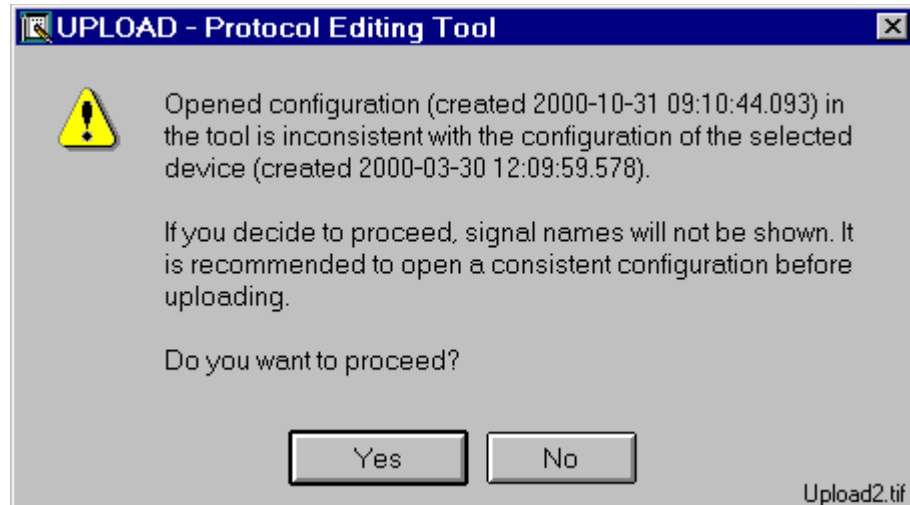 UPLOAD - Protocol Editing Tool
Opened configuration (created 2000-10-31 09:10:44.093) in
the tool is inconsistent with the configuration of the selected
device (created 2000-03-30 12:09:59.578).
If you decide to proceed, signal names will not be shown. It
is recommended to open a consistent configuration before
uploading.
Do you want to proceed?
Yes No
Upload2.tif